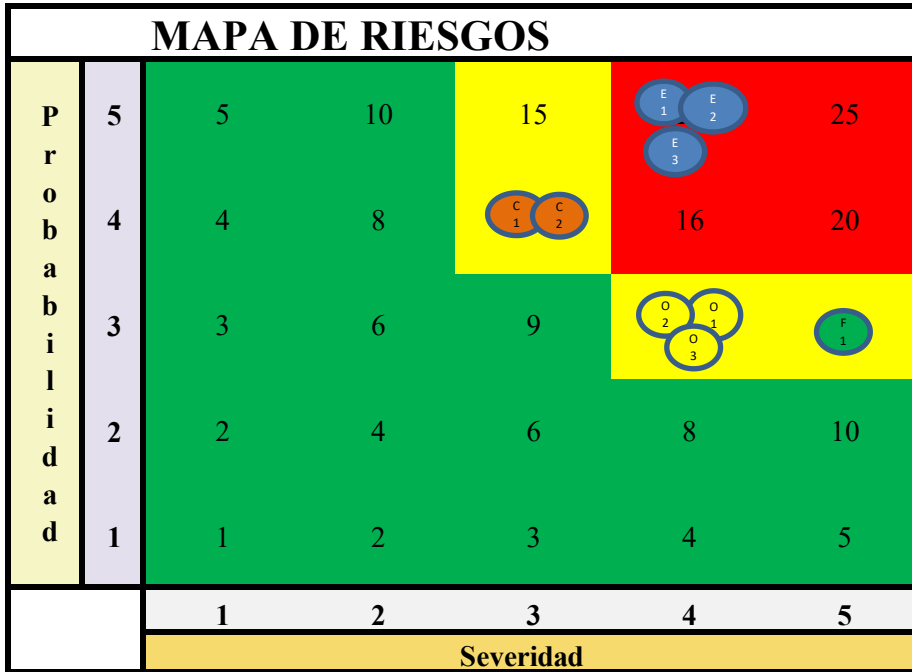 MAPA DE RIESGOS
Probabilidad
5 5 10 15 E 1 E 2 E 3 25
4 4 8 C 1 C 2 16 20
3 3 6 9 O 2 O 1 O 3 F 1
2 2 4 6 8 10
1 1 2 3 4 5
1 2 3 4 5
Severidad